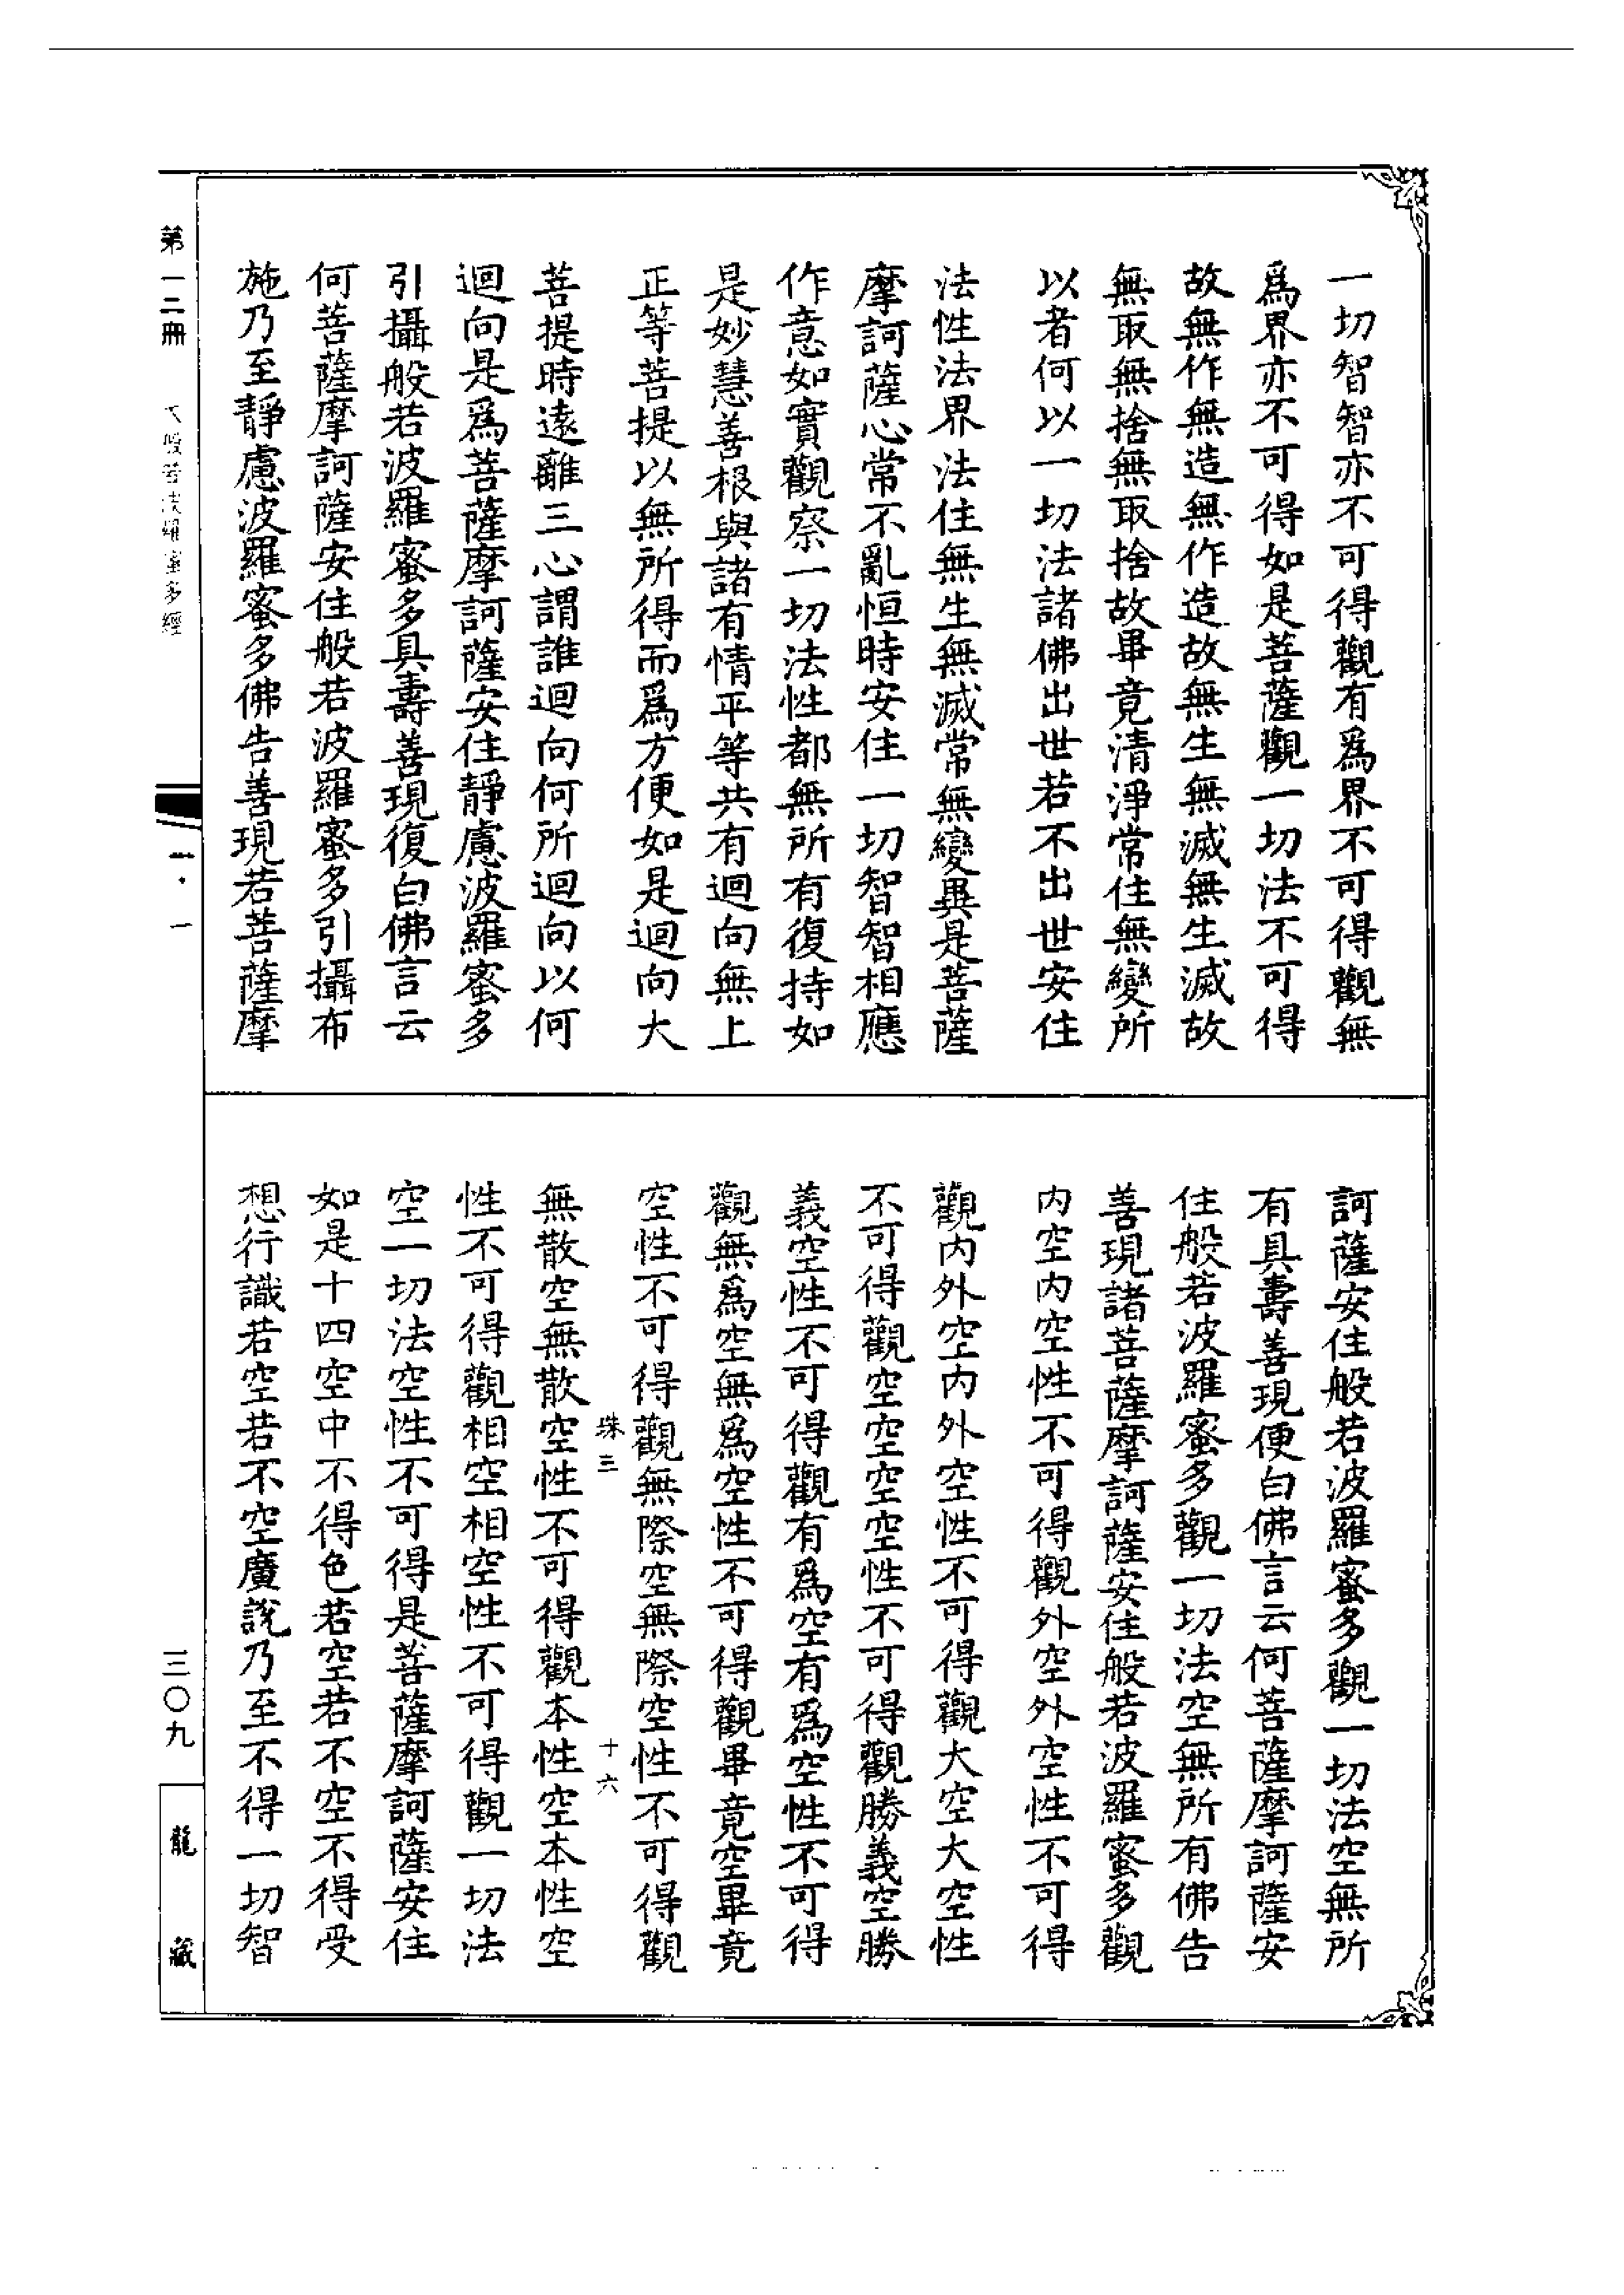 一切智智亦不可得觀有爲界不可得觀無
爲界亦不可得如是菩薩觀一切法不可得
故無作無造無作造故無生無滅無生滅故
無取無捨無取捨故畢竟清淨常住無變所
以者何以一切法諸佛出世若不出世安住
法性法界法住無生無滅常無變異是菩薩
摩訶薩心常不亂恒時安住一切智智相應
作意如實觀察一切法性都無所有復持如
是妙慧善根與諸有情平等共有迴向無上
正等菩提以無所得而爲方便如是迴向大
菩提時遠離三心謂誰迴向何所迴向以何
迴向是爲菩薩摩訶薩安住靜慮波羅蜜多
引攝般若波羅蜜多具壽善現復白佛言云
何菩薩摩訶薩安住般若波羅蜜多引攝布
施乃至靜慮波羅蜜多佛告善現若菩薩摩
訶薩安住般若波羅蜜多觀一切法空無所
有具壽善現便白佛言云何菩薩摩訶薩安
住般若波羅蜜多觀一切法空無所有佛告
善現諸菩薩摩訶薩安住般若波羅蜜多觀
內空內空性不可得觀外空外空性不可得
觀內外空內外空性不可得觀大空大空性
不可得觀空空空空性不可得觀勝義空勝
義空性不可得觀有爲空有爲空性不可得
觀無爲空無爲空性不可得觀畢竟空畢竟
空性不可得觀無際空無際空性不可得觀
珠三 十六
無散空無散空性不可得觀本性空本性空
性不可得觀相空相空性不可得觀一切法
空一切法空性不可得是菩薩摩訶薩安住
如是十四空中不得色若空若不空不得受
想行識若空若不空廣說乃至不得一切智
第一二冊 大般若波羅蜜多經
一
三〇九
龍藏